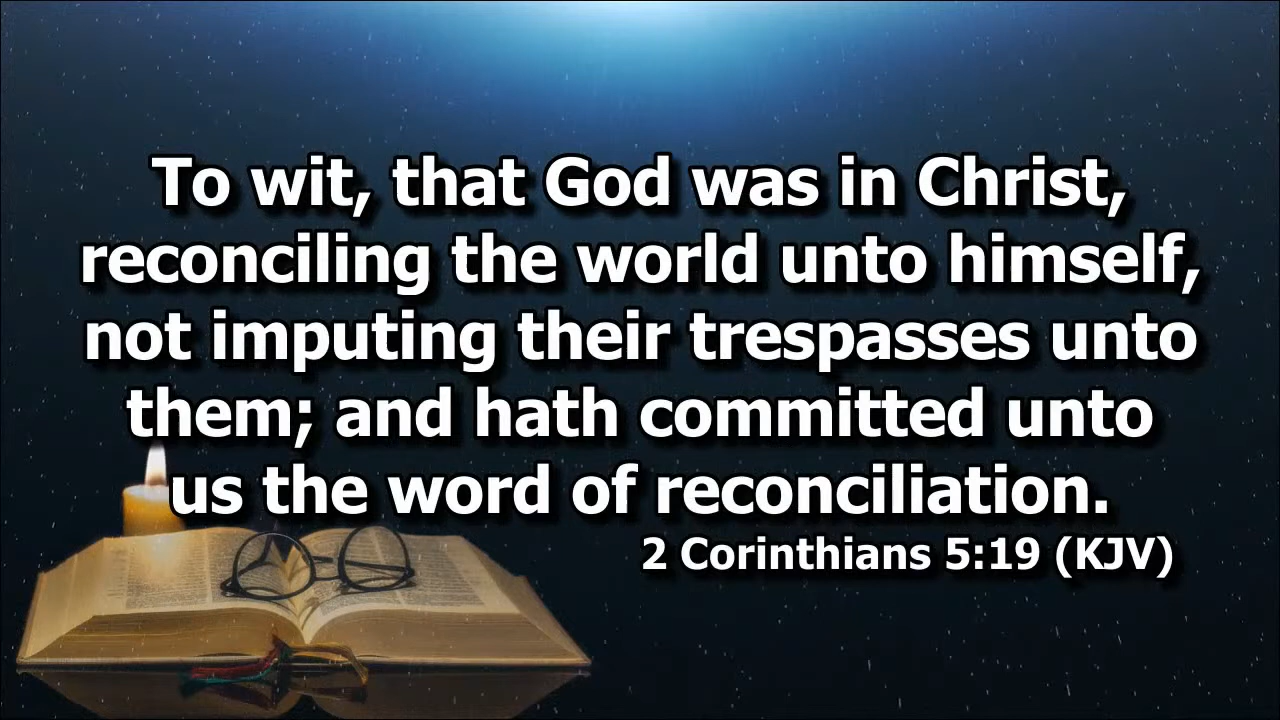 To wit, that God was in Christ,
reconciling the world unto himself,
not imputing their trespasses unto
them; and hath committed unto
us the word of reconciliation.
2 Corinthians 5:19 (KJV)